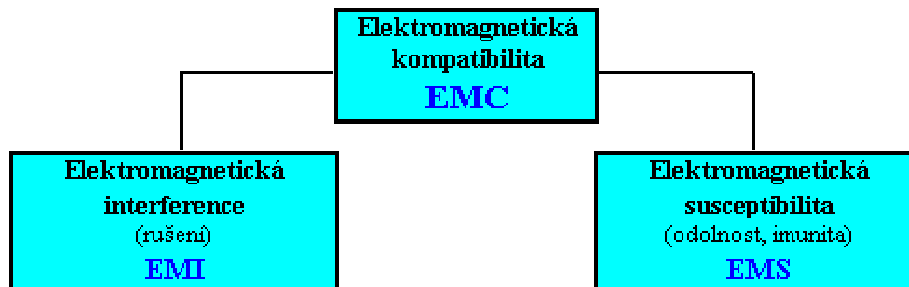 Elektromagnetická
kompatibilita
EMC
Elektromagnetická
interference
(rušení)
EMI
Elektromagnetická
susceptibilita
(odolnost, imunita)
EMS